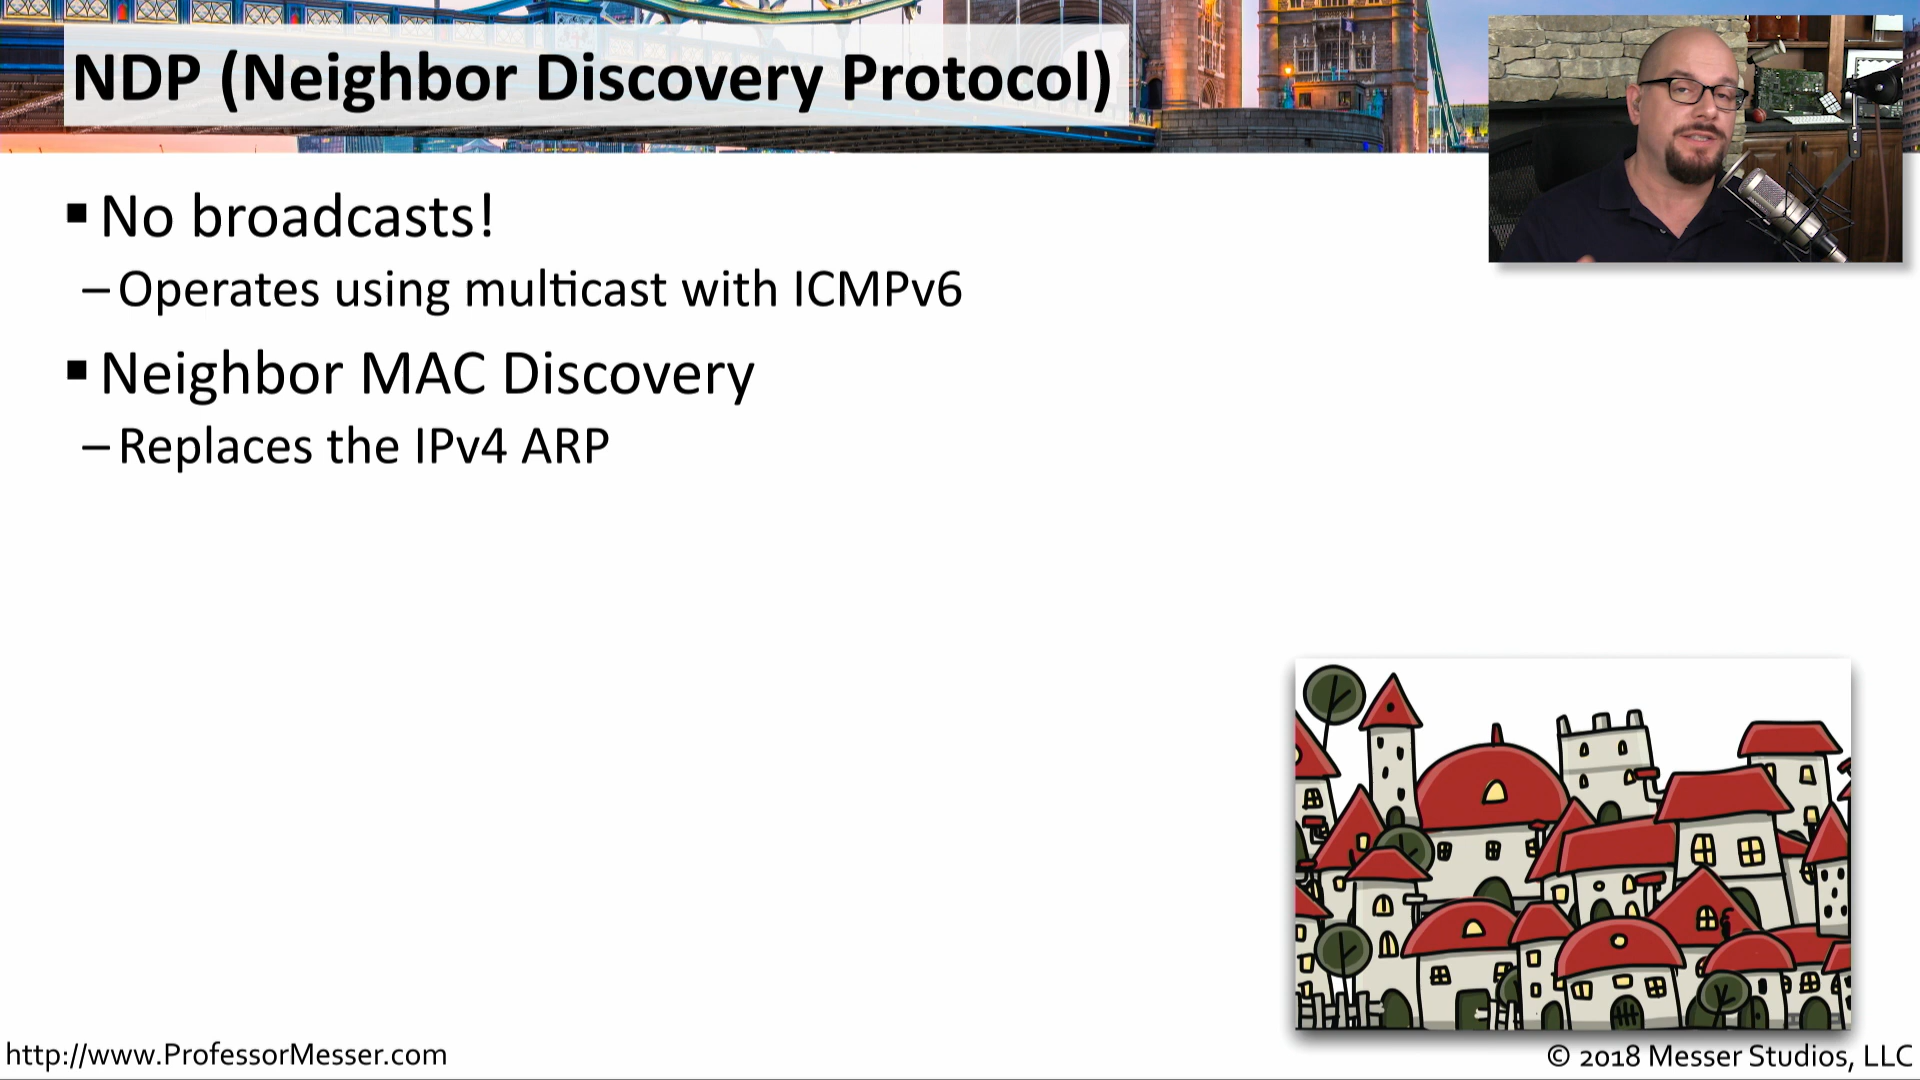 NDP (Neighbor Discovery Protocol)
▪ No broadcasts!
– Operates using multicast with ICMPv6
▪ Neighbor MAC Discovery
– Replaces the IPv4 ARP
http://www.ProfessorMesser.com
© 2018 Messer Studios, LLC